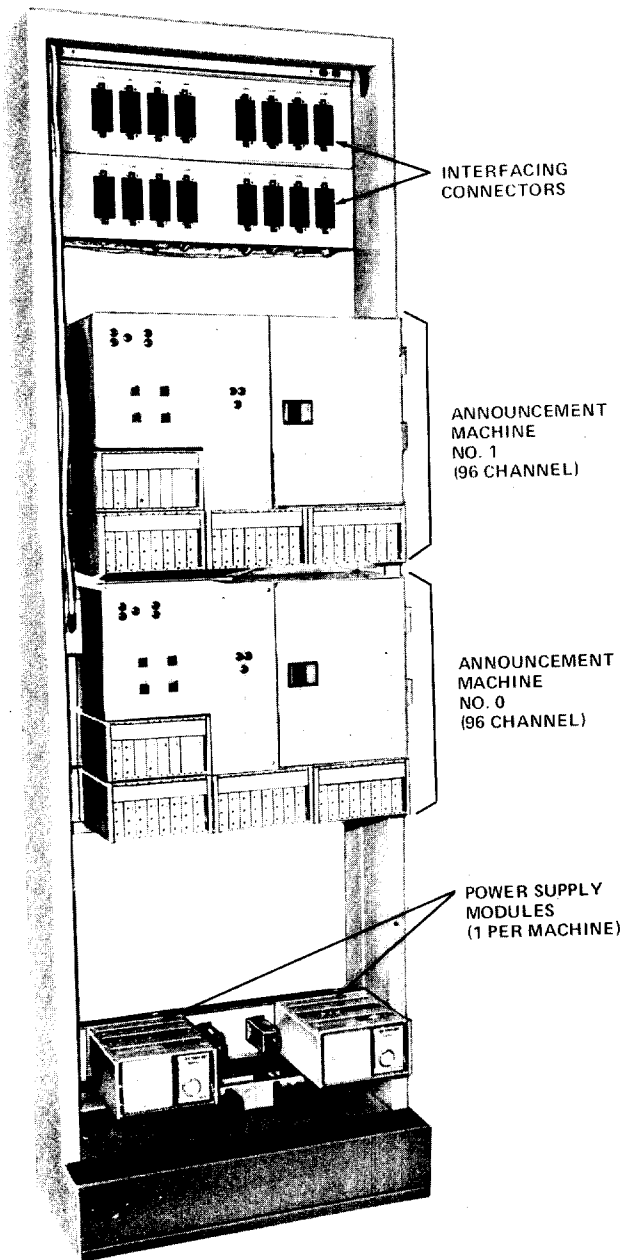 INTERFACING
CONNECTORS
ANNOUNCEMENT
MACHINE
NO. 1
(96 CHANNEL)
ANNOUNCEMENT
MACHINE
NO. 0
(96 CHANNEL)
POWER SUPPLY
MODULES
(1 PER MACHINE)